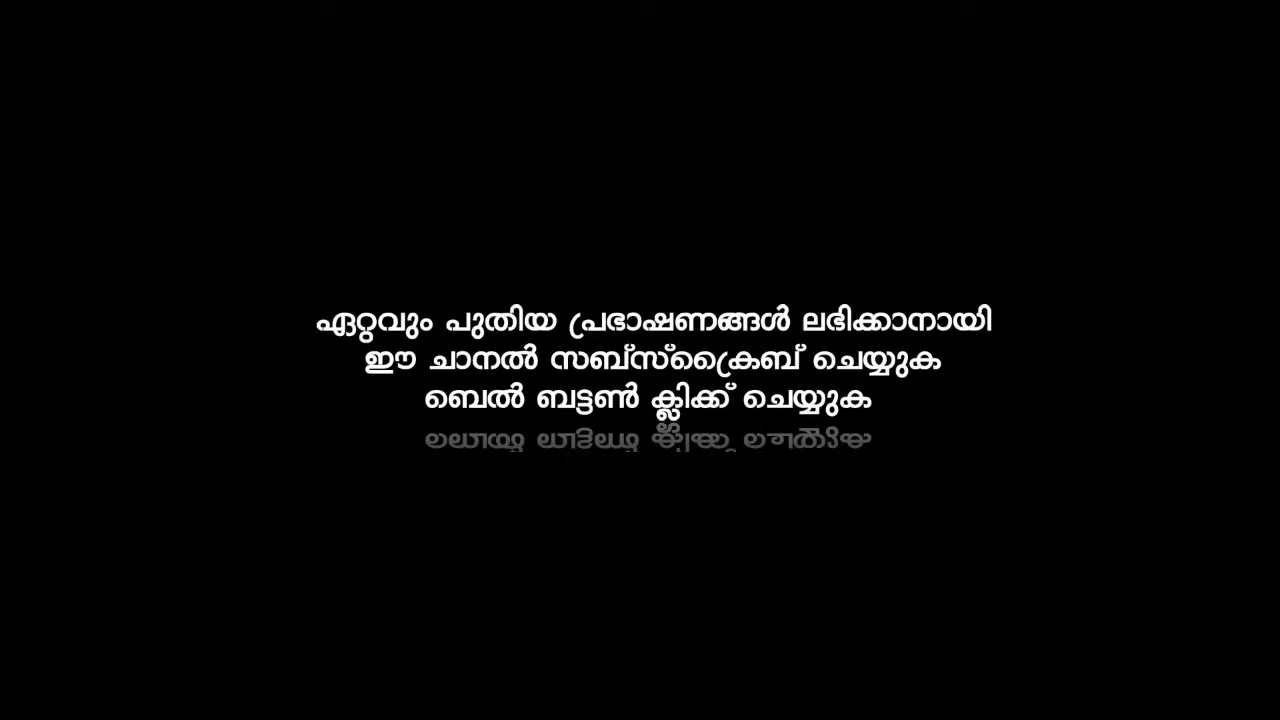 ഏറ്റവും പുതിയ പ്രഭാഷണങ്ങൾ ലഭിക്കാനായി
ഈ ചാനൽ സബ്സ്ക്രൈബ് ചെയ്യുക
ബെൽ ബട്ടൺ ക്ലിക്ക് ചെയ്യുക